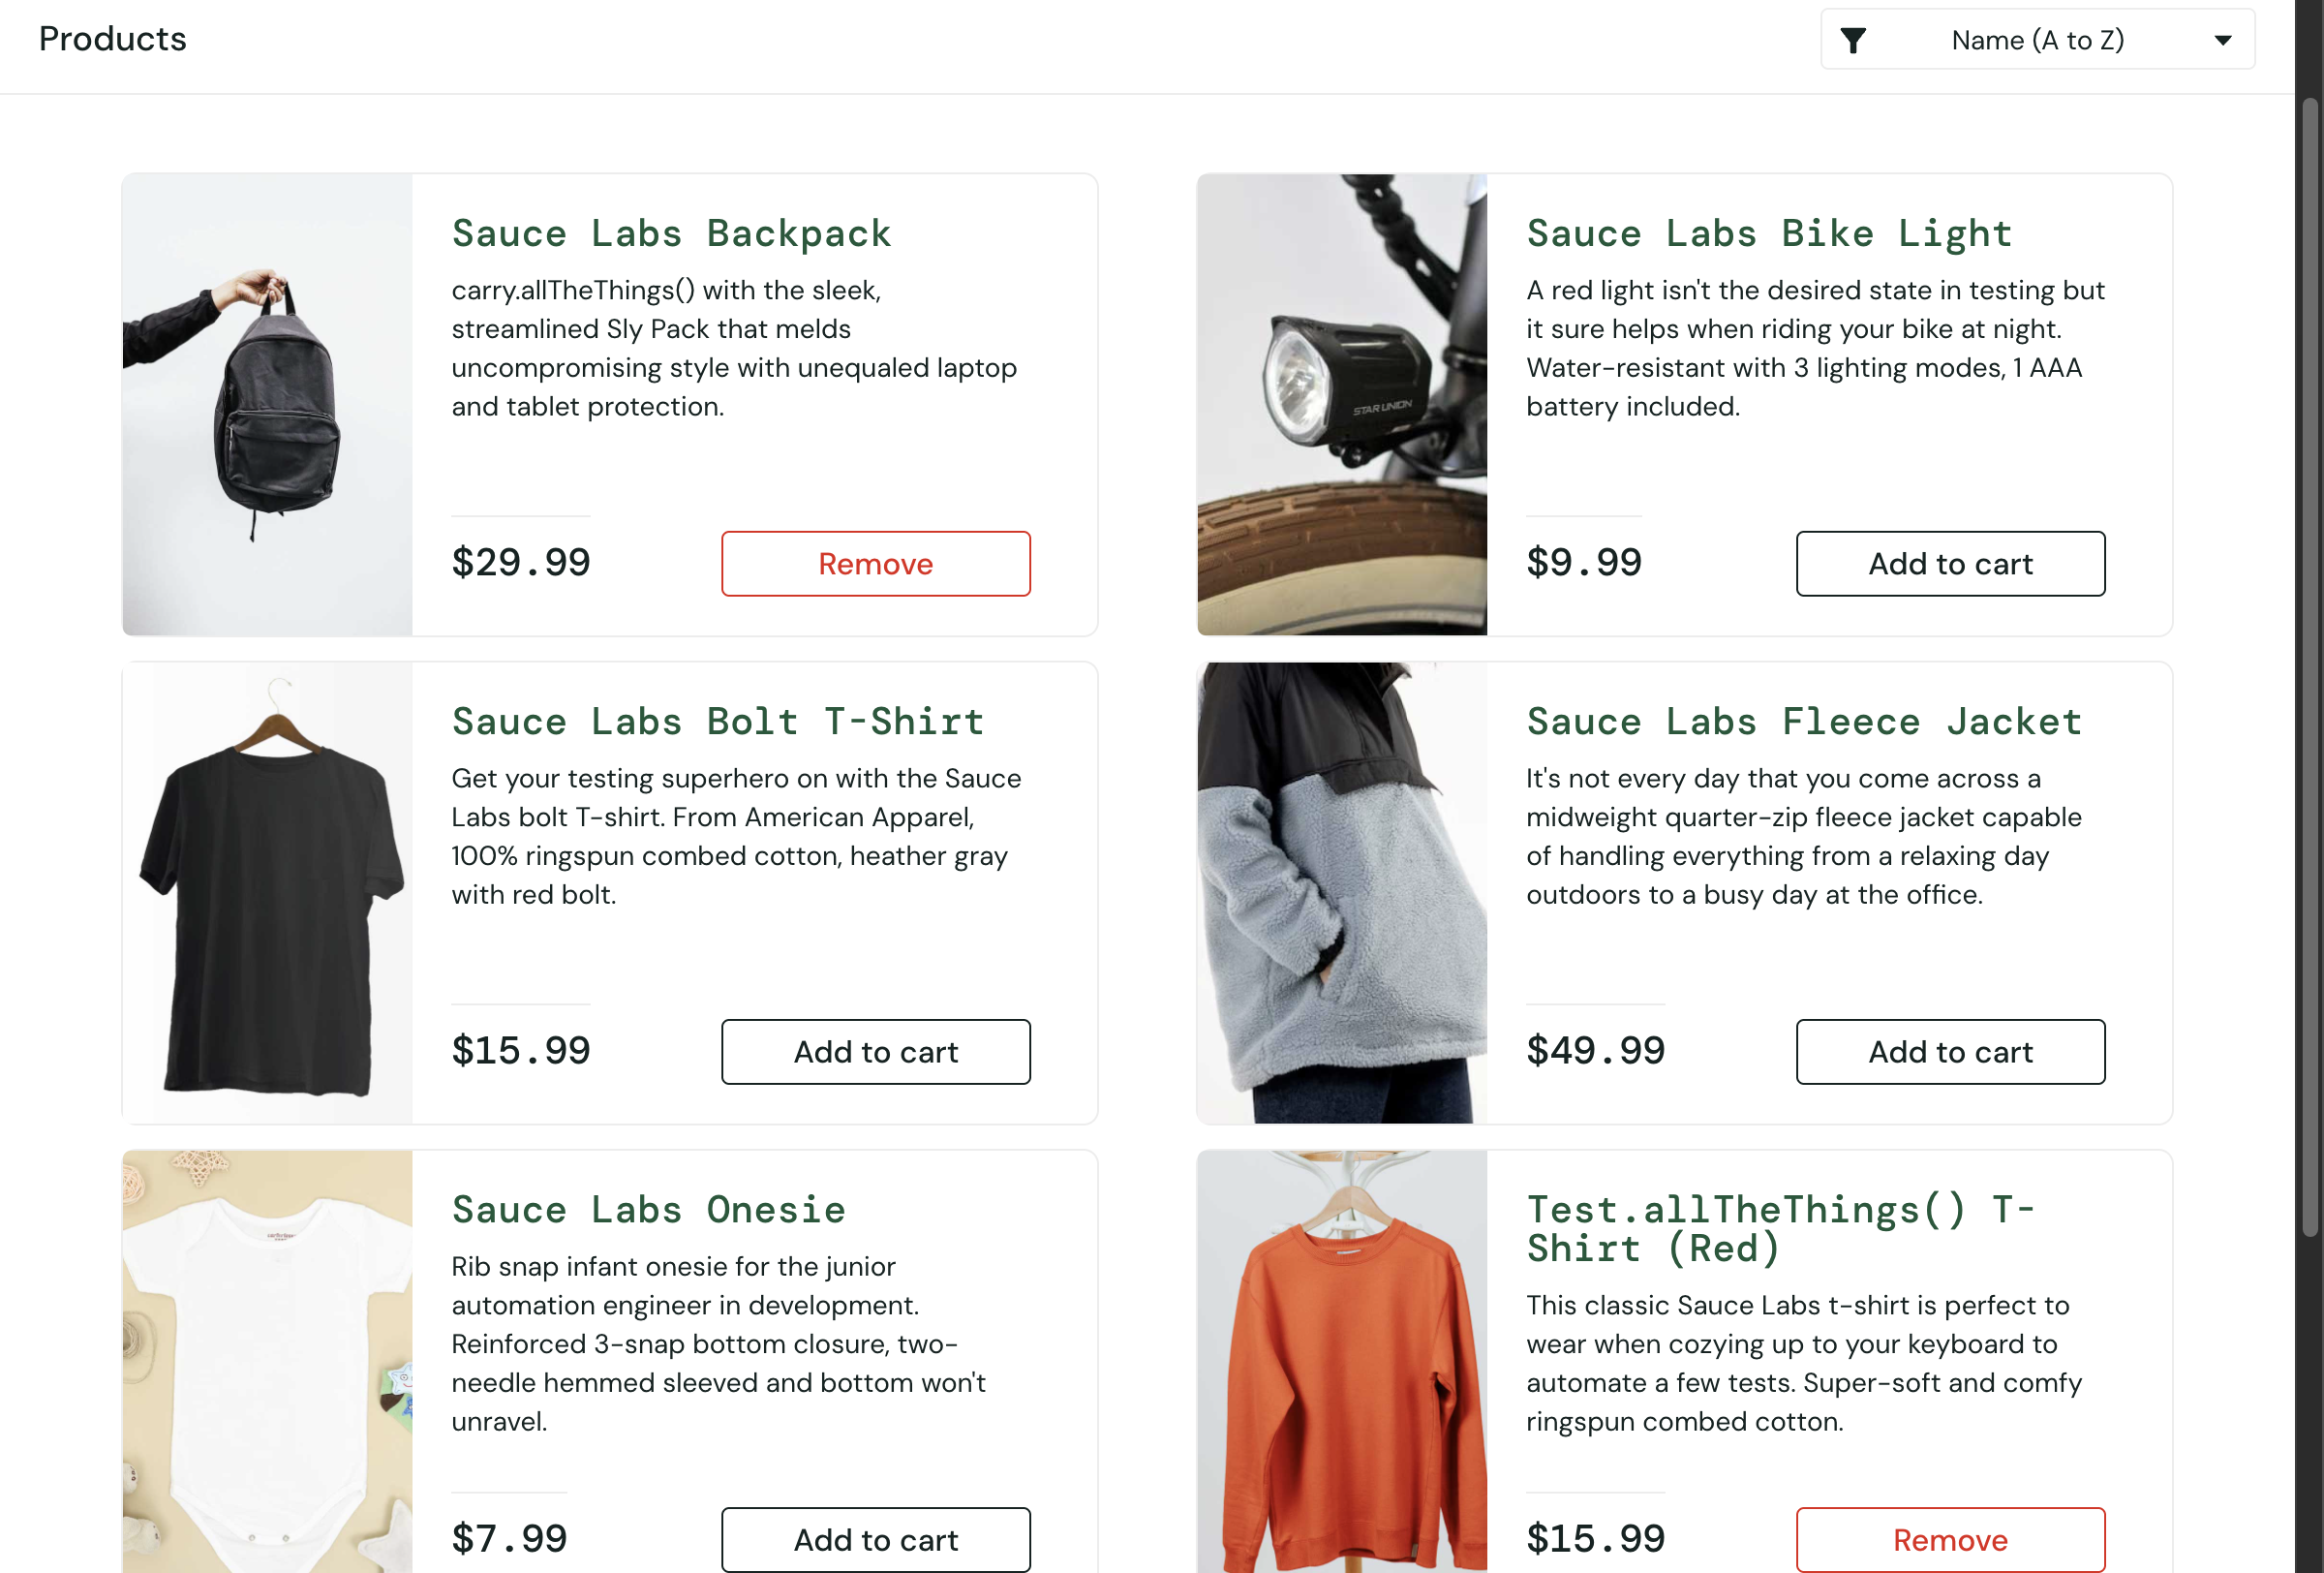 Products
Name (A to Z)
Sauce Labs Backpack
carry.allTheThings() with the sleek,
streamlined Sly Pack that melds
uncompromising style with unequaled laptop
and tablet protection.
$29.99
Remove
Sauce Labs Bike Light
A red light isn't the desired state in testing but
it sure helps when riding your bike at night.
Water-resistant with 3 lighting modes, 1 AAA
battery included.
STAR UNION
$9.99
Add to cart
Sauce Labs Bolt T-Shirt
Get your testing superhero on with the Sauce
Labs bolt T-shirt. From American Apparel,
100% ringspun combed cotton, heather gray
with red bolt.
$15.99
Add to cart
Sauce Labs Fleece Jacket
It's not every day that you come across a
midweight quarter-zip fleece jacket capable
of handling everything from a relaxing day
outdoors to a busy day at the office.
$49.99
Add to cart
Sauce Labs Onesie
Rib snap infant onesie for the junior
automation engineer in development.
Reinforced 3-snap bottom closure, two-
needle hemmed sleeved and bottom won't
unravel.
$7.99
Add to cart
Test.allTheThings() T-
Shirt (Red)
This classic Sauce Labs t-shirt is perfect to
wear when cozying up to your keyboard to
automate a few tests. Super-soft and comfy
ringspun combed cotton.
$15.99
Remove